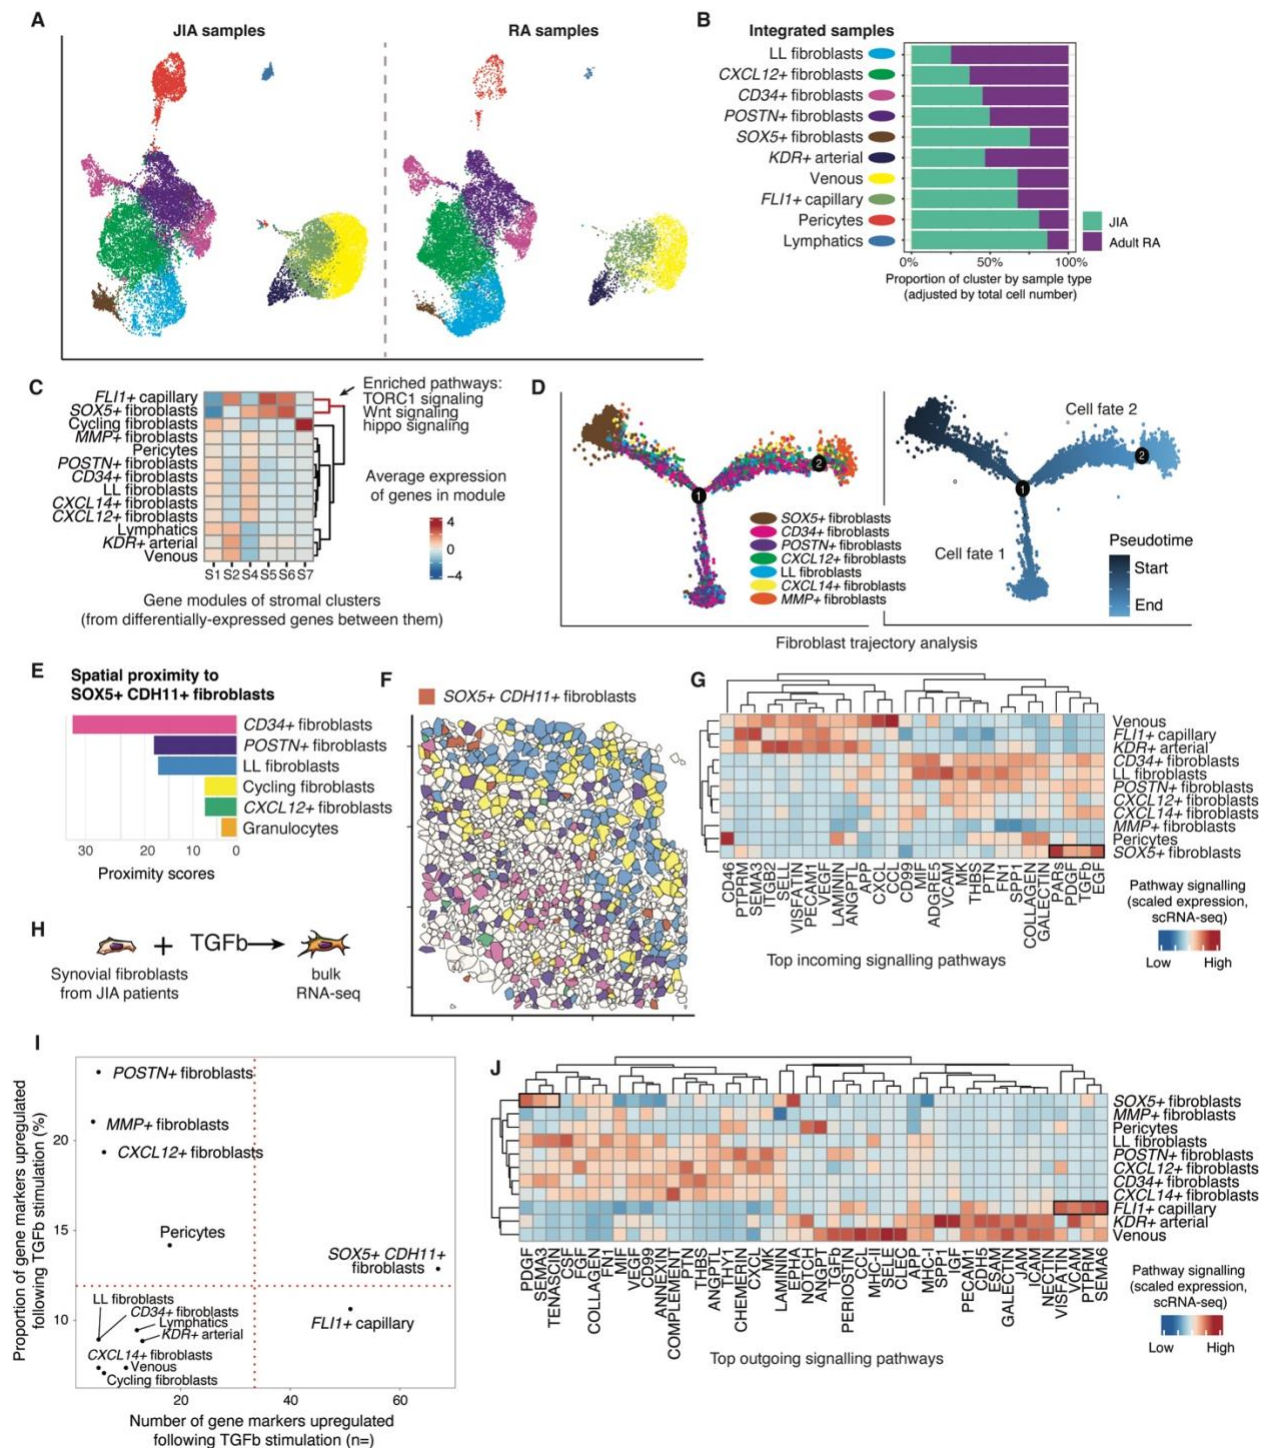 A
JIA samples
RA samples
B
Integrated samples
LL fibroblasts
CXCL12+ fibroblasts
CD34+ fibroblasts
POSTN+ fibroblasts
SOX5+ fibroblasts
KDR+ arterial
Venous
FLI1+ capillary
Pericytes
Lymphatics
0%
50%
100%
JIA
Adult RA
Proportion of cluster by sample type
(adjusted by total cell number)
C
FLI1+ capillary
SOX5+ fibroblasts
Cycling fibroblasts
MMP+ fibroblasts
Pericytes
POSTN+ fibroblasts
CD34+ fibroblasts
LL fibroblasts
CXCL14+ fibroblasts
CXCL12+ fibroblasts
Lymphatics
KDR+ arterial
Venous
S1 S2 S4 S5 S6 S7
Enriched pathways:
TORC1 signaling
Wnt signaling
hippo signaling
Average expression
of genes in module
4
0
−4
Gene modules of stromal clusters
(from differentially-expressed genes between them)
D
1
2
SOX5+ fibroblasts
CD34+ fibroblasts
POSTN+ fibroblasts
CXCL12+ fibroblasts
LL fibroblasts
CXCL14+ fibroblasts
MMP+ fibroblasts
Cell fate 2
2
1
Cell fate 1
Pseudotime
Start
End
Fibroblast trajectory analysis
E
Spatial proximity to
SOX5+ CDH11+ fibroblasts
CD34+ fibroblasts
POSTN+ fibroblasts
LL fibroblasts
Cycling fibroblasts
CXCL12+ fibroblasts
Granulocytes
30
20
10
0
Proximity scores
F
SOX5+ CDH11+ fibroblasts
G
Venous
FLI1+ capillary
KDR+ arterial
CD34+ fibroblasts
LL fibroblasts
POSTN+ fibroblasts
CXCL12+ fibroblasts
CXCL14+ fibroblasts
MMP+ fibroblasts
Pericytes
SOX5+ fibroblasts
CD46
PTPRM
SEMA3
ITGB2
SELL
VISFATIN
PECAM1
VEGF
LAMININ
ANGPTL
APP
CXCL
CCL
CD99
MIF
ADGRE5
VCAM
MK
THBS
PTN
FN1
SPP1
COLLAGEN
GALECTIN
PARs
PDGF
TGFb
EGF
Top incoming signalling pathways
Pathway signalling
(scaled expression,
scRNA-seq)
Low
High
H
+ TGFb
Synovial fibroblasts
from JIA patients
bulk
RNA-seq
I
Proportion of gene markers upregulated
following TGFb stimulation (%)
20
15
10
POSTN+ fibroblasts
MMP+ fibroblasts
CXCL12+ fibroblasts
Pericytes
SOX5+ CDH11+
fibroblasts
LL fibroblasts
CD34+ fibroblasts
Lymphatics
KDR+ arterial
FLI1+ capillary
CXCL14+ fibroblasts
Venous
Cycling fibroblasts
20
40
60
Number of gene markers upregulated
following TGFb stimulation (n=)
J
SOX5+ fibroblasts
MMP+ fibroblasts
Pericytes
LL fibroblasts
POSTN+ fibroblasts
CXCL12+ fibroblasts
CD34+ fibroblasts
CXCL14+ fibroblasts
FLI1+ capillary
KDR+ arterial
Venous
PDGF
SEMA3
TENASCIN
CSF
FGF
COLLAGEN
FN1
MIF
VEGF
CD99
ANNEXIN
COMPLEMENT
PTN
THBS
ANGPTL
THY1
CHEMERIN
CXCL
MK
LAMININ
EPHA
NOTCH
ANGPT
TGFb
PERIOSTIN
CCL
MHC-II
SELE
CLEC
APP
MHC-I
SPP1
IGF
PECAM1
CDH5
ESAM
GALECTIN
JAM
ICAM
NECTIN
VISFATIN
VCAM
PTPRM
SEMA6
Top outgoing signalling pathways
Pathway signalling
(scaled expression,
scRNA-seq)
Low
High